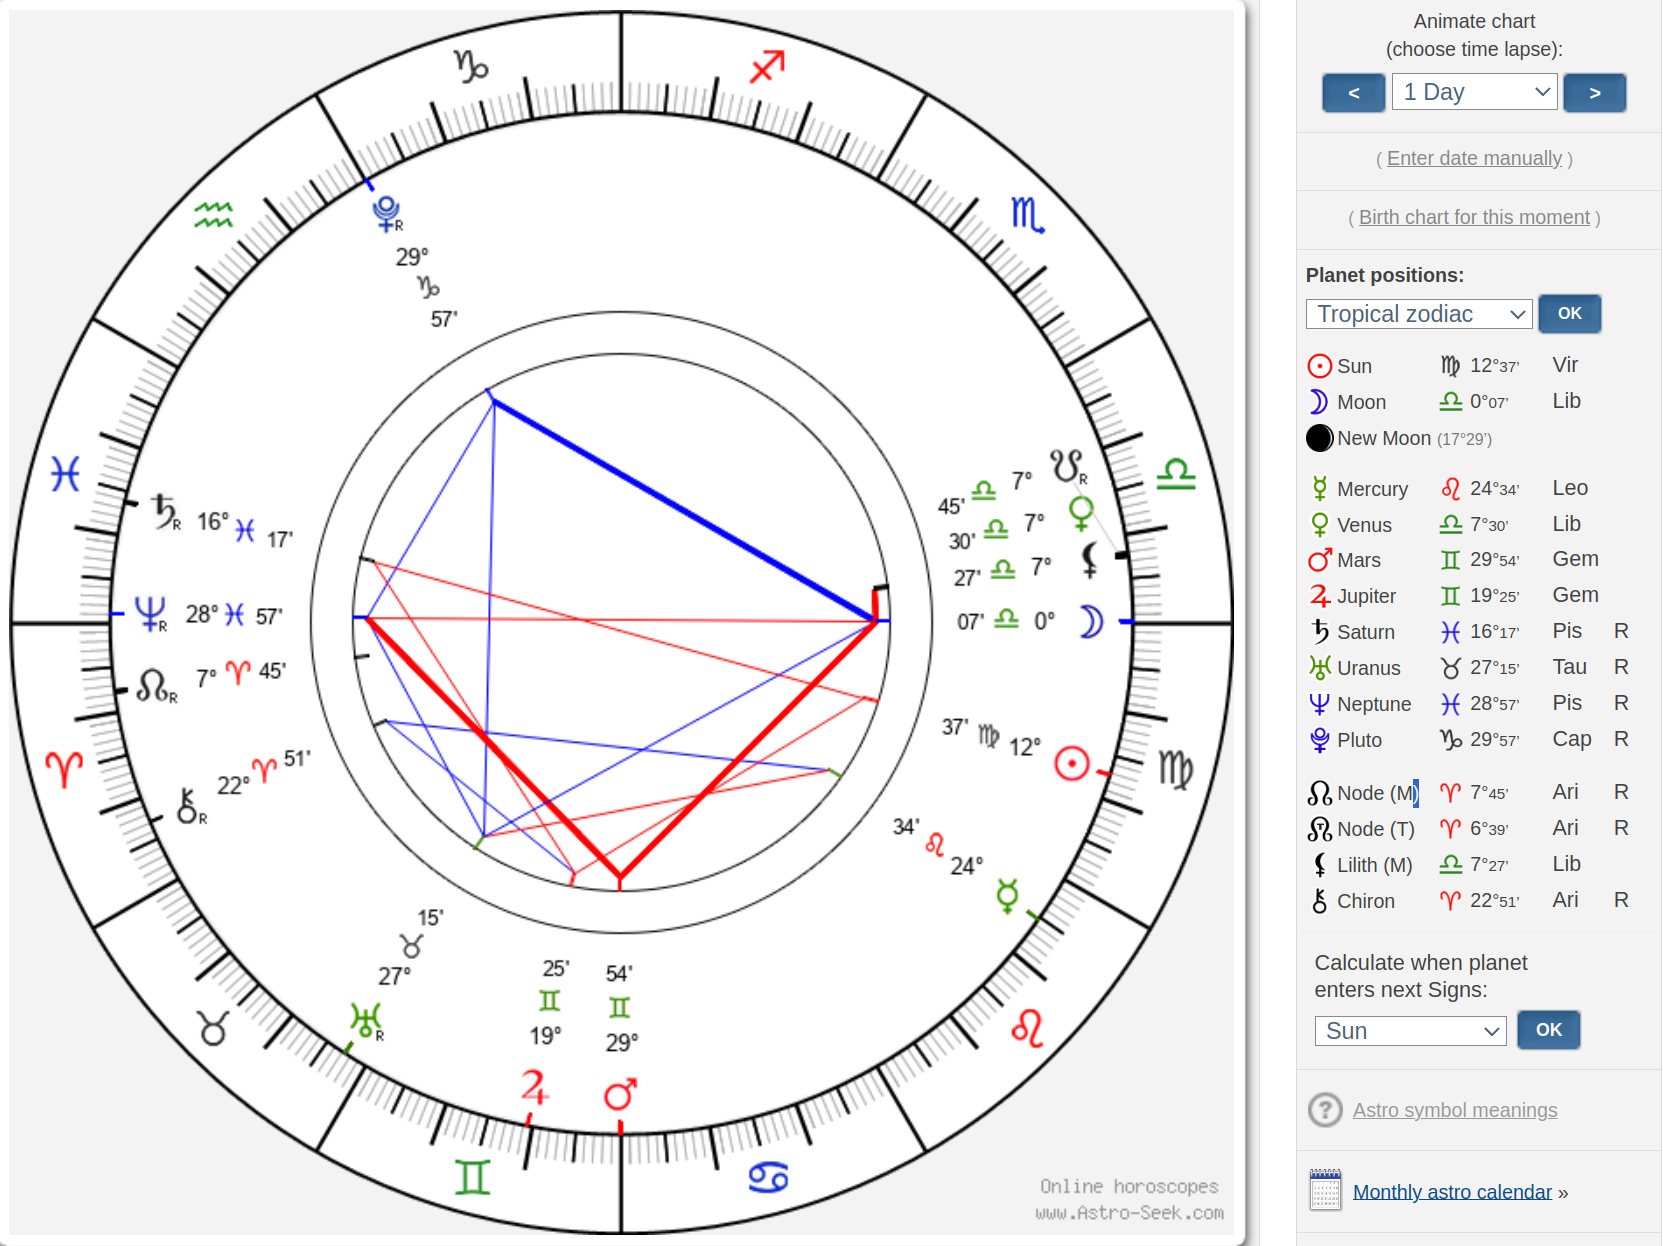 ♑ ♐
♒ ♏
R
29°
♑
57'
♓ ♎
♄R 16° ♓ 17'
45' ♎ 7° ☋R
30' ♎ 7° ♀
27' ♎ 7° ⚸
♆R 28° ♓ 57'
07' ♎ 0° ☽
☊R 7° ♈ 45'
37' ♍ 12° ☉
♈ ♍
⚷R 22° ♈ 51'
34' ♌ 24° ☿
15'
♉
27°
♅R
25' 54'
♊ ♊
19° 29°
♃ ♂
♉ ♌
♊ ♋
Online horoscopes
www.Astro-Seek.com
Animate chart
(choose time lapse):
< 1 Day >
( Enter date manually )
( Birth chart for this moment )
Planet positions:
Tropical zodiac OK
☉ Sun ♍ 12°37’ Vir
☽ Moon ♎ 0°07’ Lib
New Moon (17°29’)
☿ Mercury ♌ 24°34’ Leo
♀ Venus ♎ 7°30’ Lib
♂ Mars ♊ 29°54’ Gem
♃ Jupiter ♊ 19°25’ Gem
♄ Saturn ♓ 16°17’ Pis R
♅ Uranus ♉ 27°15’ Tau R
♆ Neptune ♓ 28°57’ Pis R
Pluto ♑ 29°57’ Cap R
☊ Node (M) ♈ 7°45’ Ari R
☊ Node (T) ♈ 6°39’ Ari R
⚸ Lilith (M) ♎ 7°27’ Lib
⚷ Chiron ♈ 22°51’ Ari R
Calculate when planet
enters next Signs:
Sun OK
? Astro symbol meanings
Monthly astro calendar »